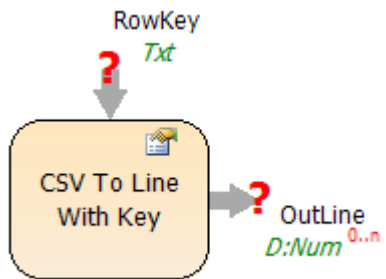 RowKey
Txt
?
CSV To Line
With Key
?
OutLine
D:Num 0..n